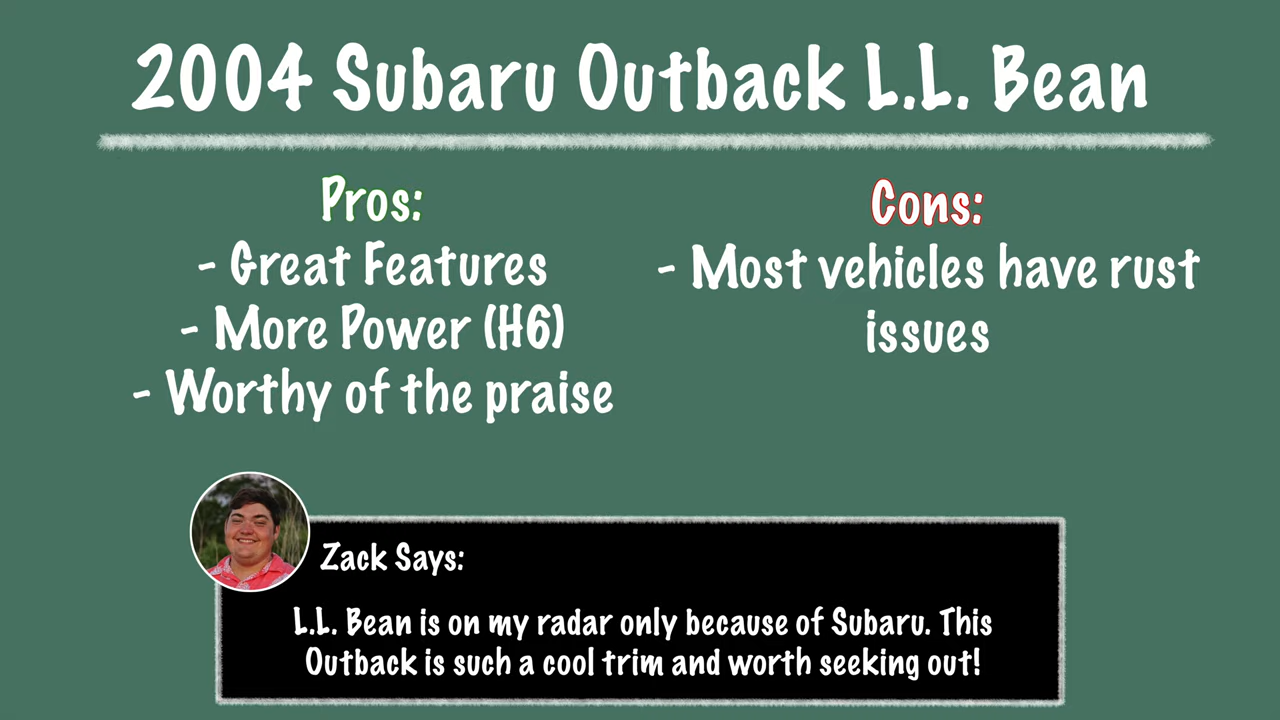 2004 Subaru Outback L.L. Bean
Pros:
- Great Features
- More Power (H6)
- Worthy of the praise
Cons:
- Most vehicles have rust
issues
Zack Says:
L.L. Bean is on my radar only because of Subaru. This
Outback is such a cool trim and worth seeking out!